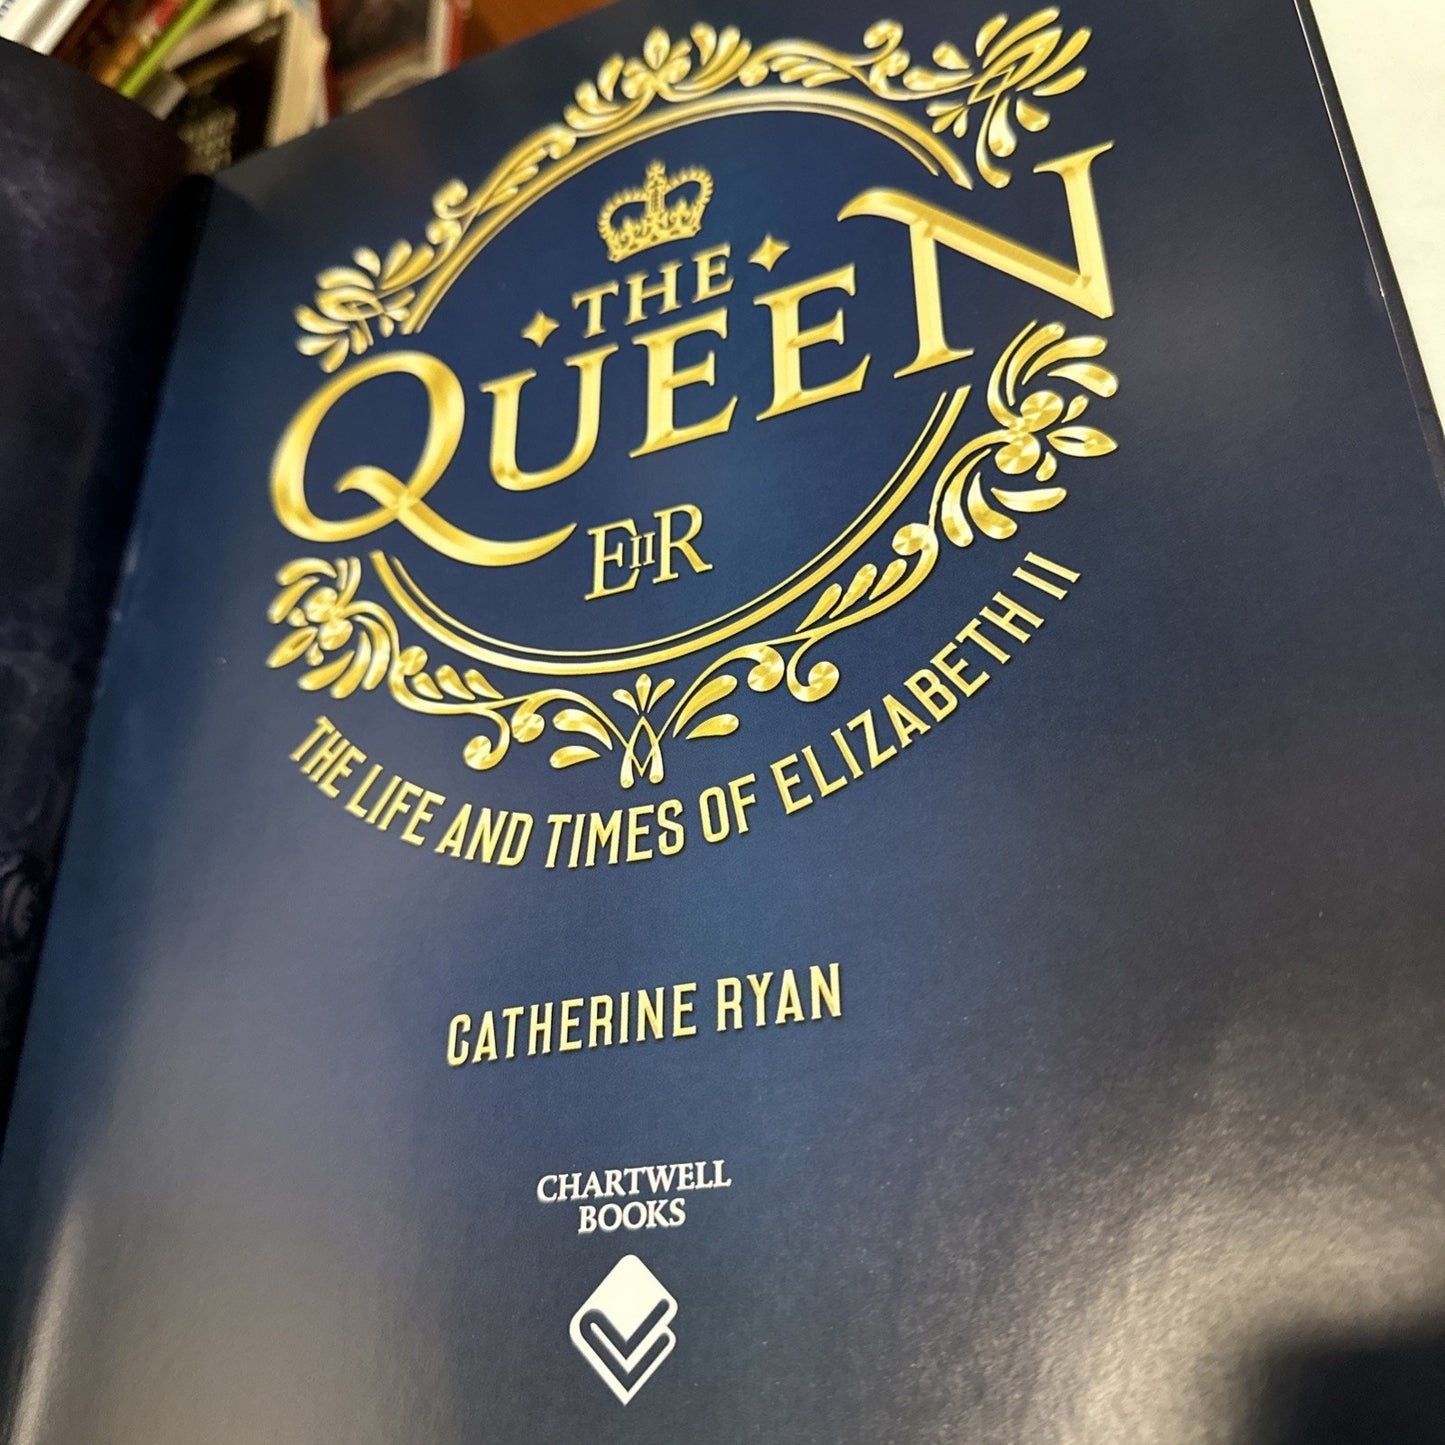 THE
QUEEN
EIIR
THE LIFE AND TIMES OF ELIZABETH II
CATHERINE RYAN
CHARTWELL
BOOKS